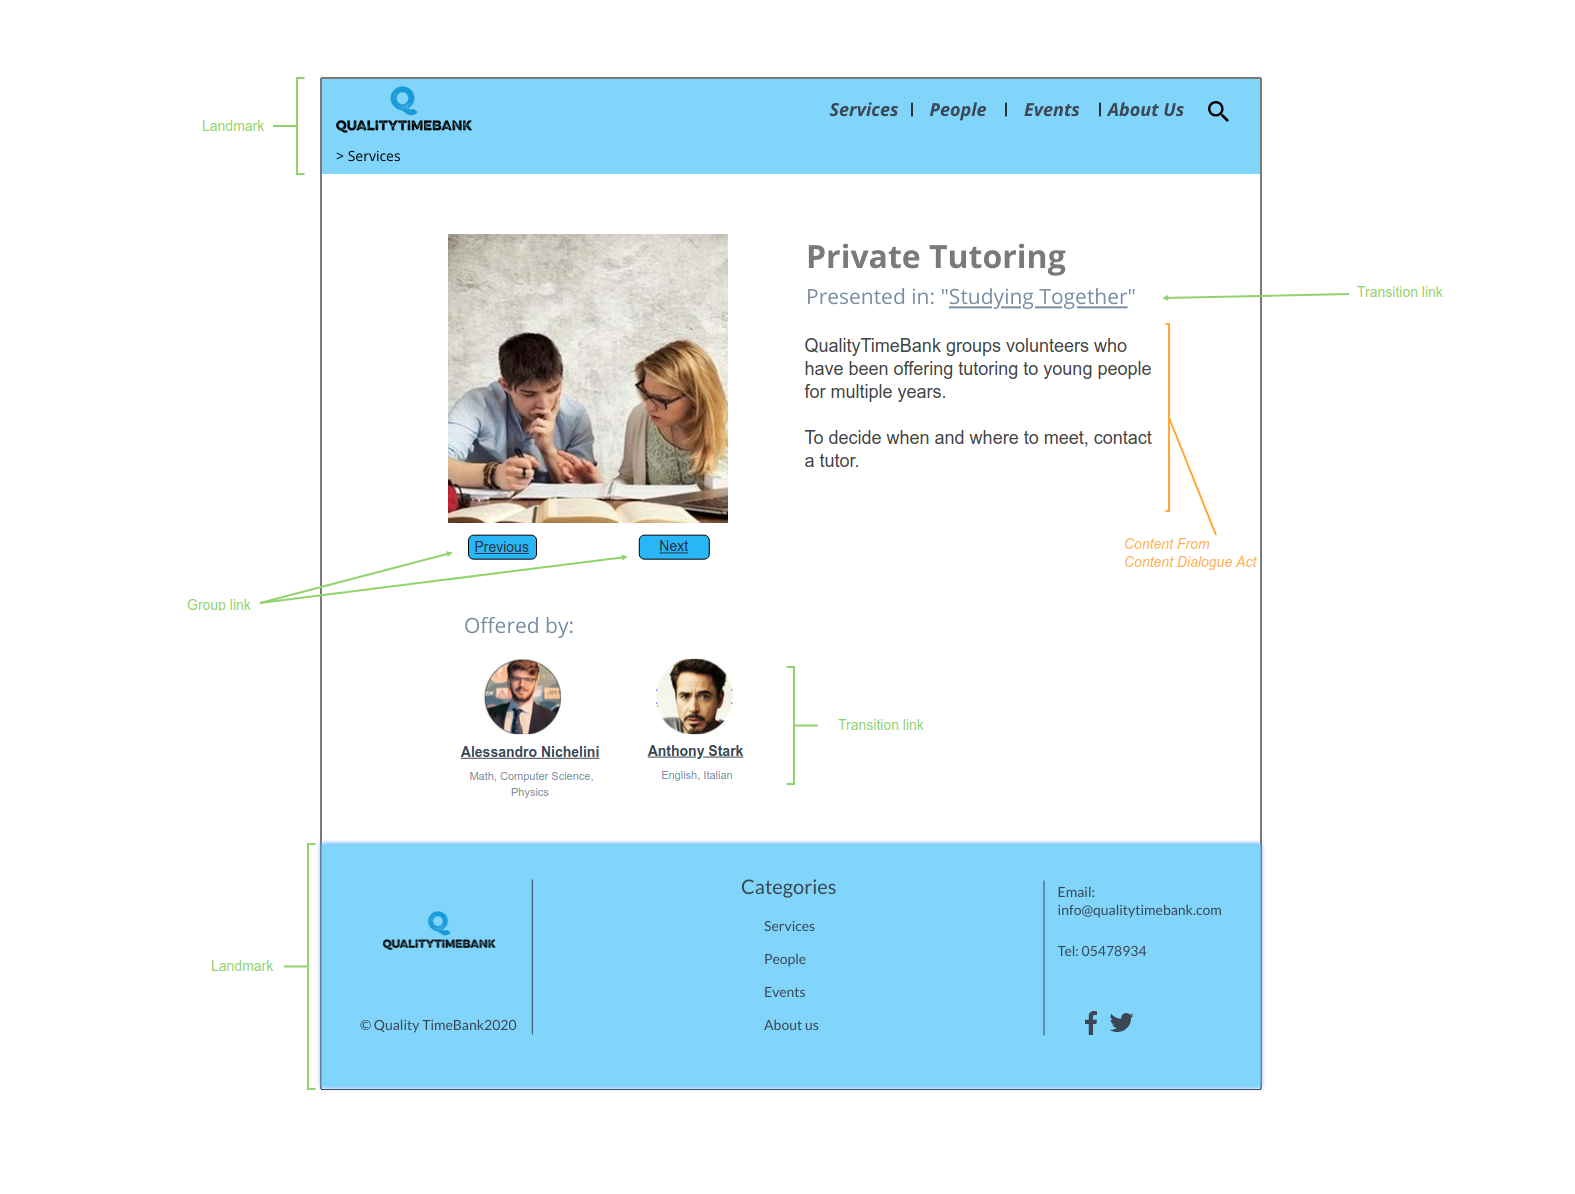 Landmark
QUALITYTIMEBANK
Services | People | Events | About Us
> Services
Private Tutoring
Presented in: "Studying Together"
Transition link
QualityTimeBank groups volunteers who
have been offering tutoring to young people
for multiple years.
To decide when and where to meet, contact
a tutor.
Content From
Content Dialogue Act
Previous
Next
Group link
Offered by:
Alessandro Nichelini
Math, Computer Science,
Physics
Anthony Stark
English, Italian
Transition link
Landmark
QUALITYTIMEBANK
© Quality TimeBank2020
Categories
Services
People
Events
About us
Email:
info@qualitytimebank.com
Tel: 05478934